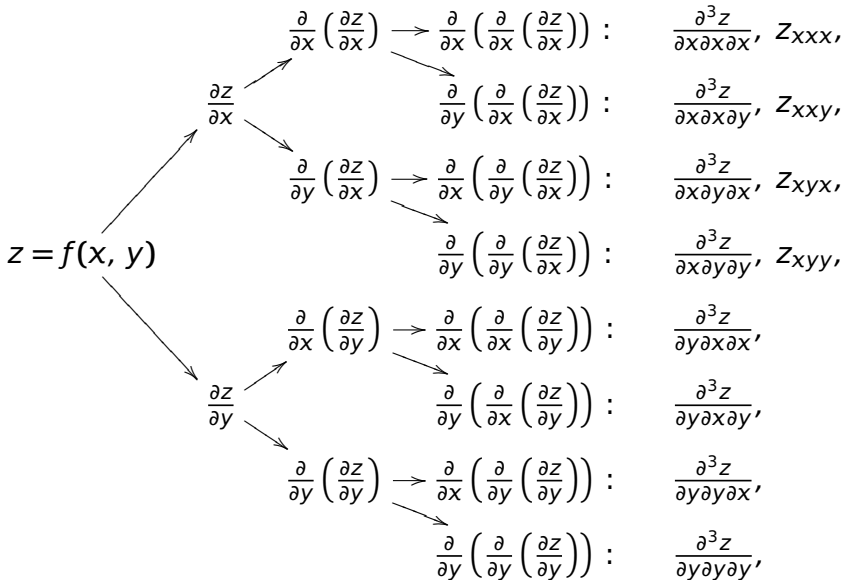 ∂/∂x (∂z/∂x) → ∂/∂x (∂/∂x (∂z/∂x)) : ∂³z/∂x∂x∂x, z_xxx,
∂z/∂x ∂/∂y (∂/∂x (∂z/∂x)) : ∂³z/∂x∂x∂y, z_xxy,
∂/∂y (∂z/∂x) → ∂/∂x (∂/∂y (∂z/∂x)) : ∂³z/∂x∂y∂x, z_xyx,
z = f(x, y) ∂/∂y (∂/∂y (∂z/∂x)) : ∂³z/∂x∂y∂y, z_xyy,
∂/∂x (∂z/∂y) → ∂/∂x (∂/∂x (∂z/∂y)) : ∂³z/∂y∂x∂x,
∂z/∂y ∂/∂y (∂/∂x (∂z/∂y)) : ∂³z/∂y∂x∂y,
∂/∂y (∂z/∂y) → ∂/∂x (∂/∂y (∂z/∂y)) : ∂³z/∂y∂y∂x,
∂/∂y (∂/∂y (∂z/∂y)) : ∂³z/∂y∂y∂y,